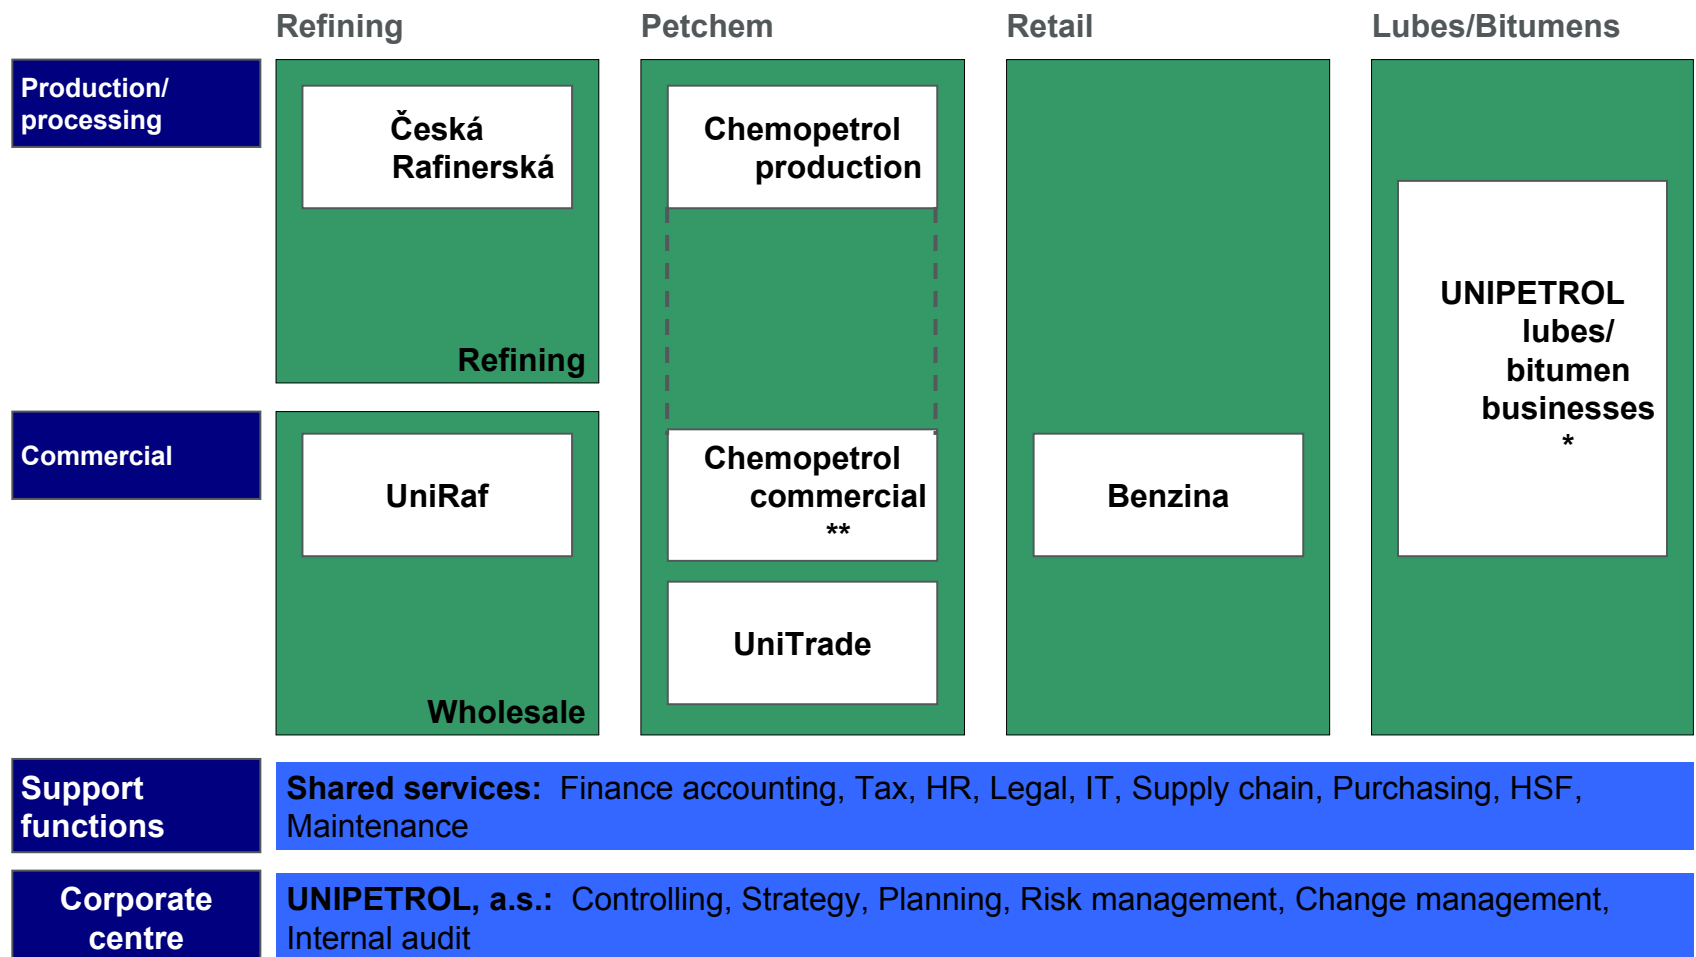 Refining
Petchem
Retail
Lubes/Bitumens
Production/
processing
Česká
Rafinerská
Refining
Chemopetrol
production
UNIPETROL
lubes/
bitumen
businesses
*
Commercial
UniRaf
Wholesale
Chemopetrol
commercial
**
UniTrade
Benzina
Support
functions
Shared services: Finance accounting, Tax, HR, Legal, IT, Supply chain, Purchasing, HSF,
Maintenance
Corporate
centre
UNIPETROL, a.s.: Controlling, Strategy, Planning, Risk management, Change management,
Internal audit